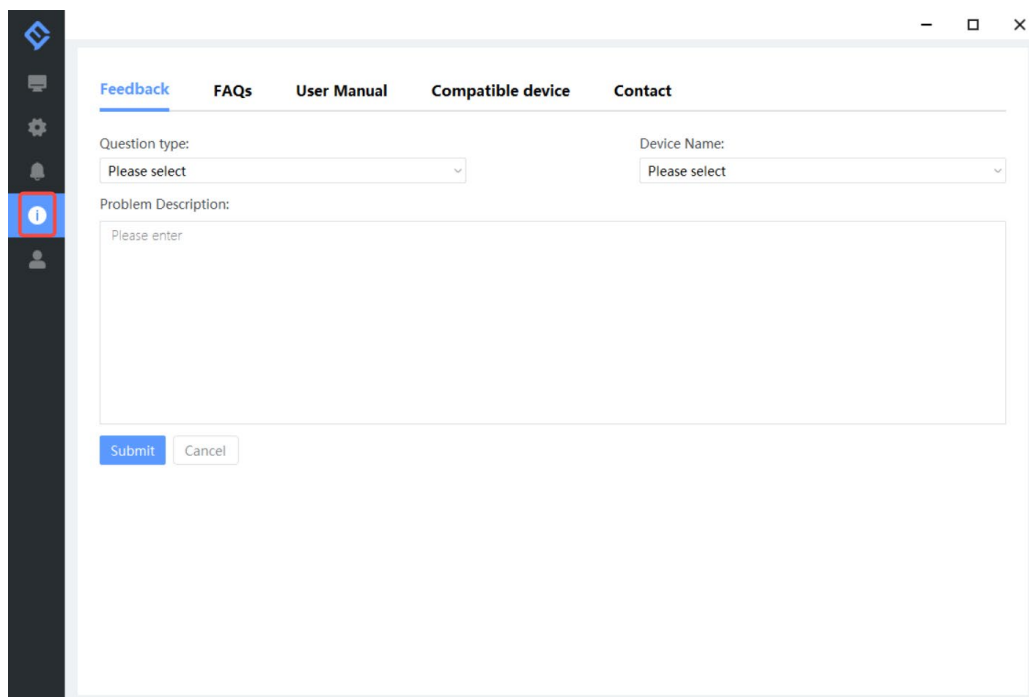 Feedback FAQs User Manual Compatible device Contact
Question type: Device Name:
Please select Please select
Problem Description:
Please enter
Submit Cancel